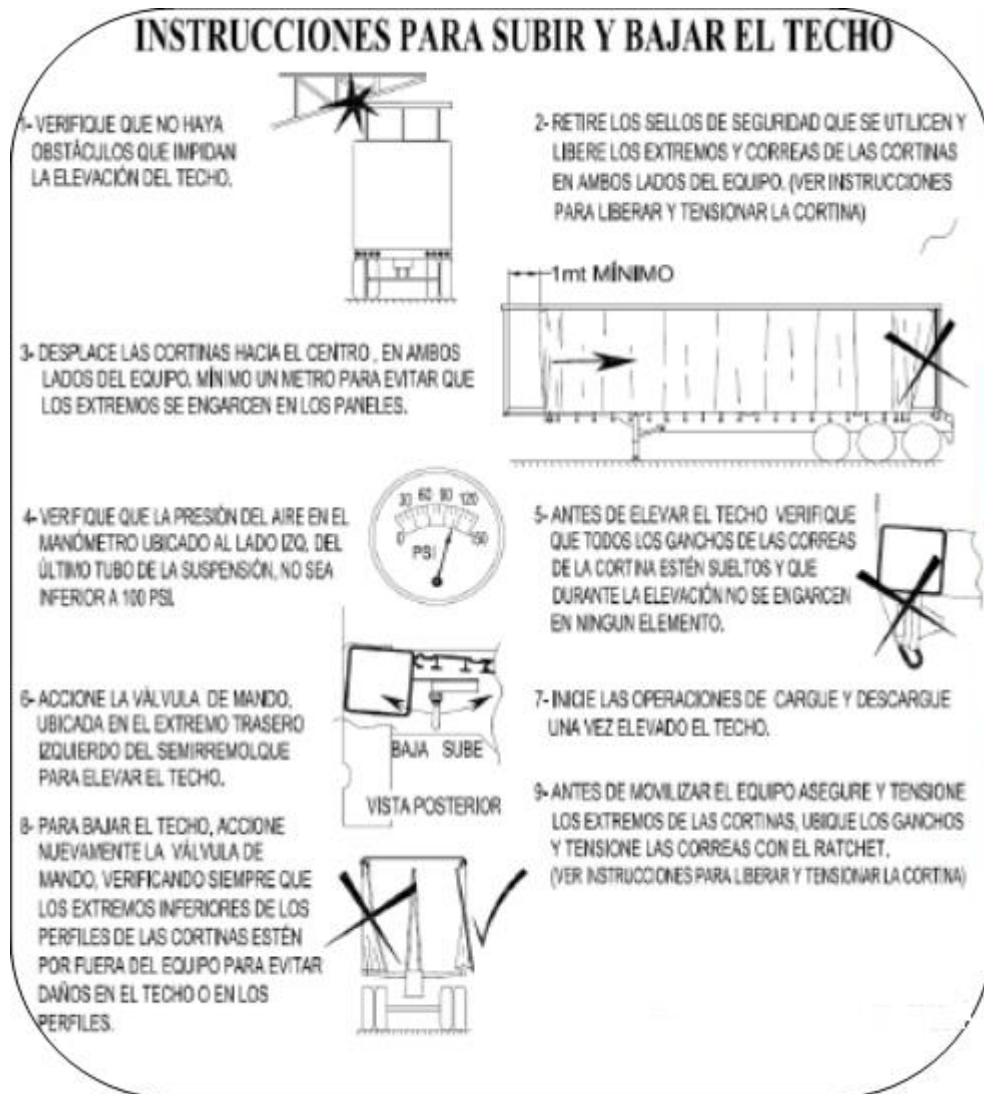 INSTRUCCIONES PARA SUBIR Y BAJAR EL TECHO
1- VERIFIQUE QUE NO HAYA
OBSTÁCULOS QUE IMPIDAN
LA ELEVACIÓN DEL TECHO.
2- RETIRE LOS SELLOS DE SEGURIDAD QUE SE UTILICEN Y
LIBERE LOS EXTREMOS Y CORREAS DE LAS CORTINAS
EN AMBOS LADOS DEL EQUIPO. (VER INSTRUCCIONES
PARA LIBERAR Y TENSIONAR LA CORTINA)
1mt MÍNIMO
3- DESPLACE LAS CORTINAS HACIA EL CENTRO , EN AMBOS
LADOS DEL EQUIPO. MÍNIMO UN METRO PARA EVITAR QUE
LOS EXTREMOS SE ENGARCEN EN LOS PANELES.
4- VERIFIQUE QUE LA PRESIÓN DEL AIRE EN EL
MANÓMETRO UBICADO AL LADO IZQ. DEL
ÚLTIMO TUBO DE LA SUSPENSIÓN, NO SEA
INFERIOR A 100 PSI.
0 30 60 90 120 150
PSI
5- ANTES DE ELEVAR EL TECHO VERIFIQUE
QUE TODOS LOS GANCHOS DE LAS CORREAS
DE LA CORTINA ESTÉN SUELTOS Y QUE
DURANTE LA ELEVACIÓN NO SE ENGARCEN
EN NINGUN ELEMENTO.
6- ACCIONE LA VÀLVULA DE MANDO,
UBICADA EN EL EXTREMO TRASERO
IZQUIERDO DEL SEMIRREMOLQUE
PARA ELEVAR EL TECHO.
BAJA SUBE
VISTA POSTERIOR
7- INICIE LAS OPERACIONES DE CARGUE Y DESCARGUE
UNA VEZ ELEVADO EL TECHO.
8- PARA BAJAR EL TECHO, ACCIONE
NUEVAMENTE LA VÁLVULA DE
MANDO, VERIFICANDO SIEMPRE QUE
LOS EXTREMOS INFERIORES DE LOS
PERFILES DE LAS CORTINAS ESTÉN
POR FUERA DEL EQUIPO PARA EVITAR
DAÑOS EN EL TECHO O EN LOS
PERFILES.
9- ANTES DE MOVILIZAR EL EQUIPO ASEGURE Y TENSIONE
LOS EXTREMOS DE LAS CORTINAS, UBIQUE LOS GANCHOS
Y TENSIONE LAS CORREAS CON EL RATCHET.
(VER INSTRUCCIONES PARA LIBERAR Y TENSIONAR LA CORTINA)